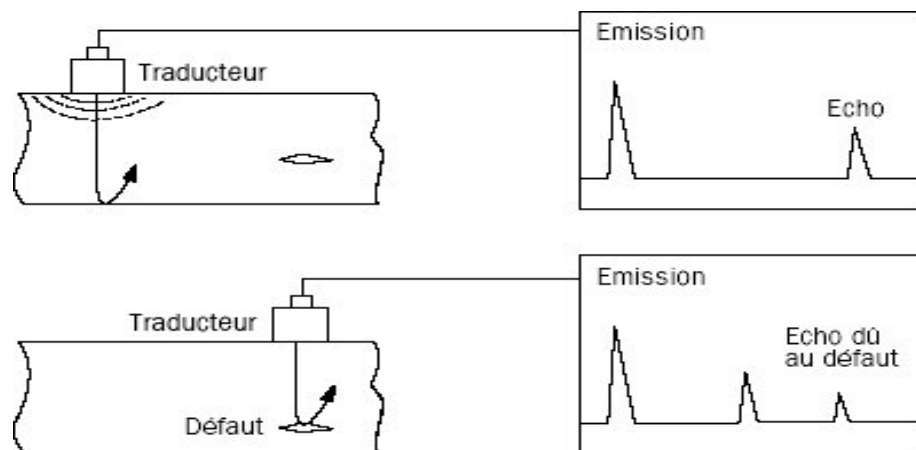 Emission
Traducteur
Echo
Emission
Traducteur
Echo dû
au défaut
Défaut